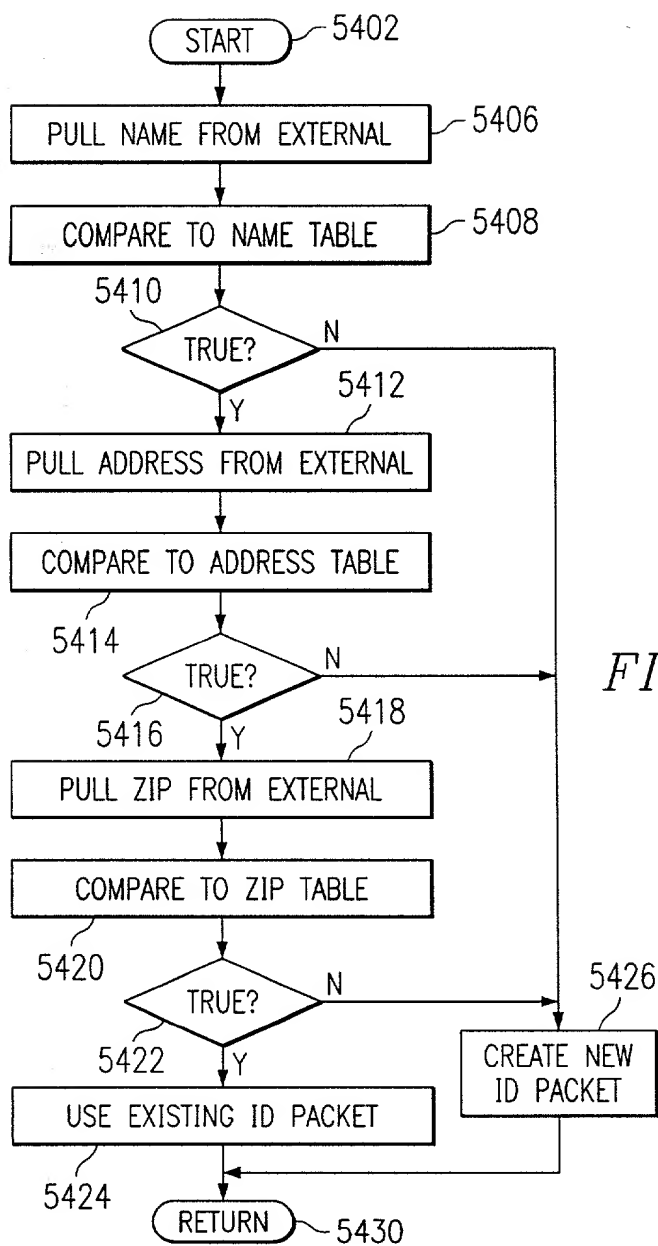 START
5402
PULL NAME FROM EXTERNAL
5406
COMPARE TO NAME TABLE
5408
5410
TRUE?
N
Y
5412
PULL ADDRESS FROM EXTERNAL
COMPARE TO ADDRESS TABLE
5414
TRUE?
N
5416
Y
5418
FI
PULL ZIP FROM EXTERNAL
COMPARE TO ZIP TABLE
5420
TRUE?
N
5422
Y
5426
CREATE NEW
ID PACKET
USE EXISTING ID PACKET
5424
RETURN
5430